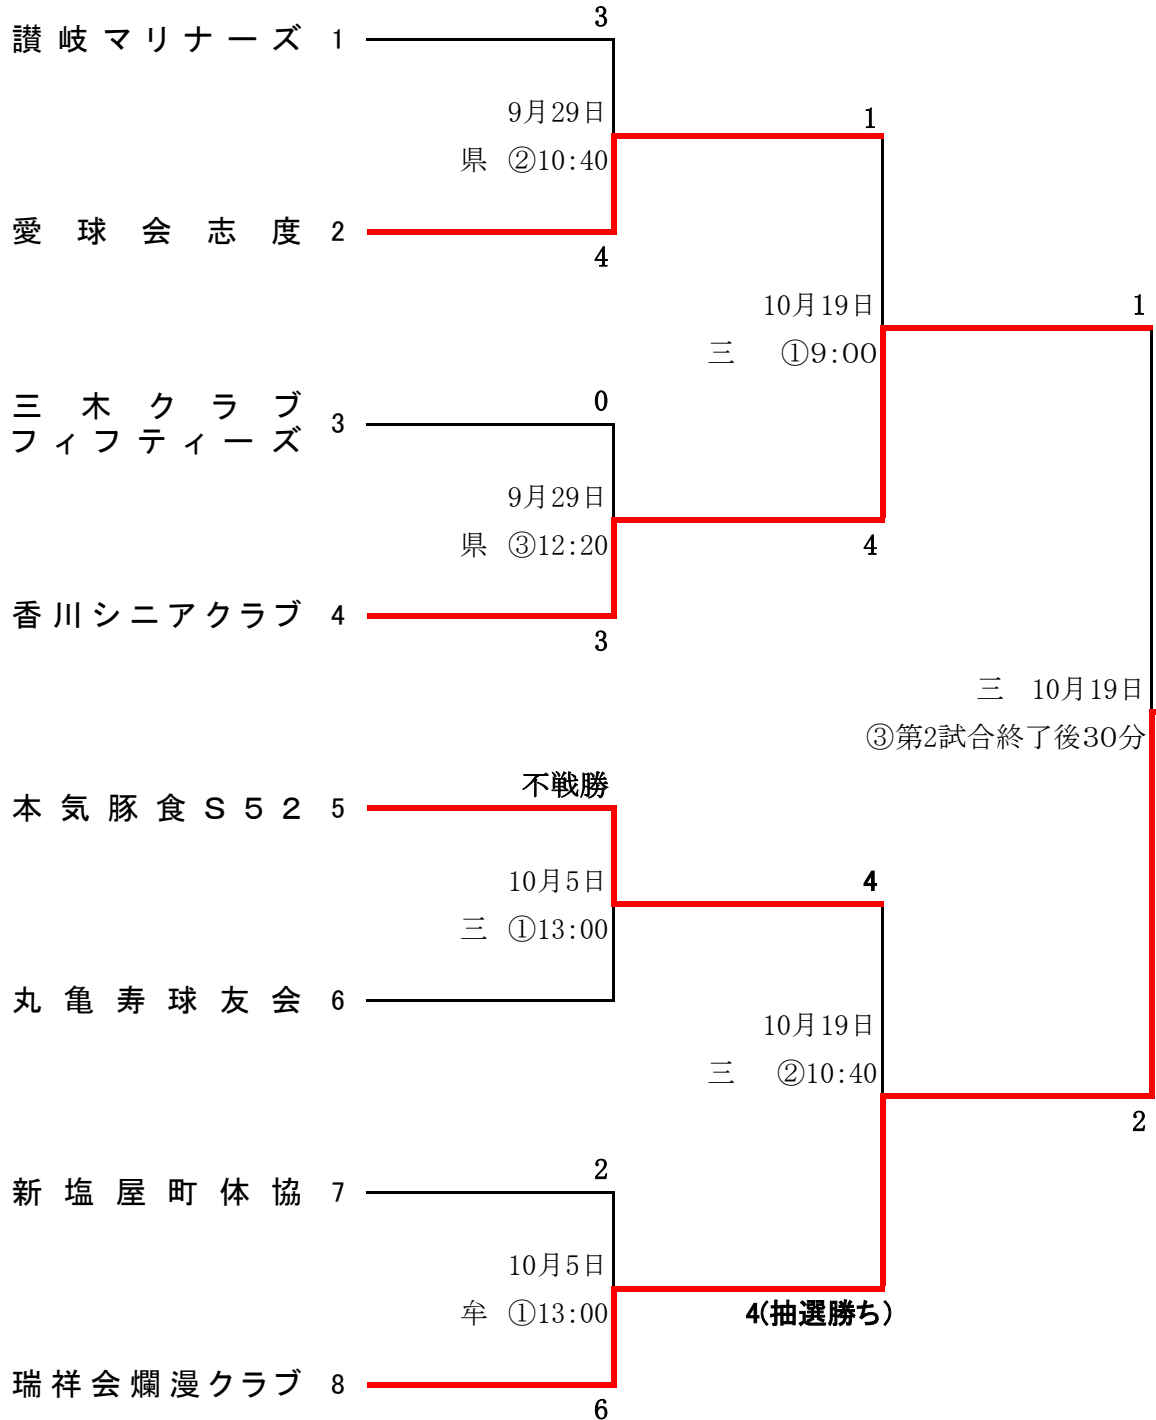 3
讃岐マリナーズ 1
9月29日
1
県 ②10:40
愛球会志度 2
4
10月19日
1
三 ①9:00
三木クラブ
フィフティーズ 3
0
9月29日
県 ③12:20
4
香川シニアクラブ 4
3
三 10月19日
③第2試合終了後30分
不戦勝
本気豚食S52 5
10月5日
4
三 ①13:00
丸亀寿球友会 6
10月19日
三 ②10:40
2
2
新塩屋町体協 7
10月5日
牟 ①13:00
4(抽選勝ち)
瑞祥会爛漫クラブ 8
6